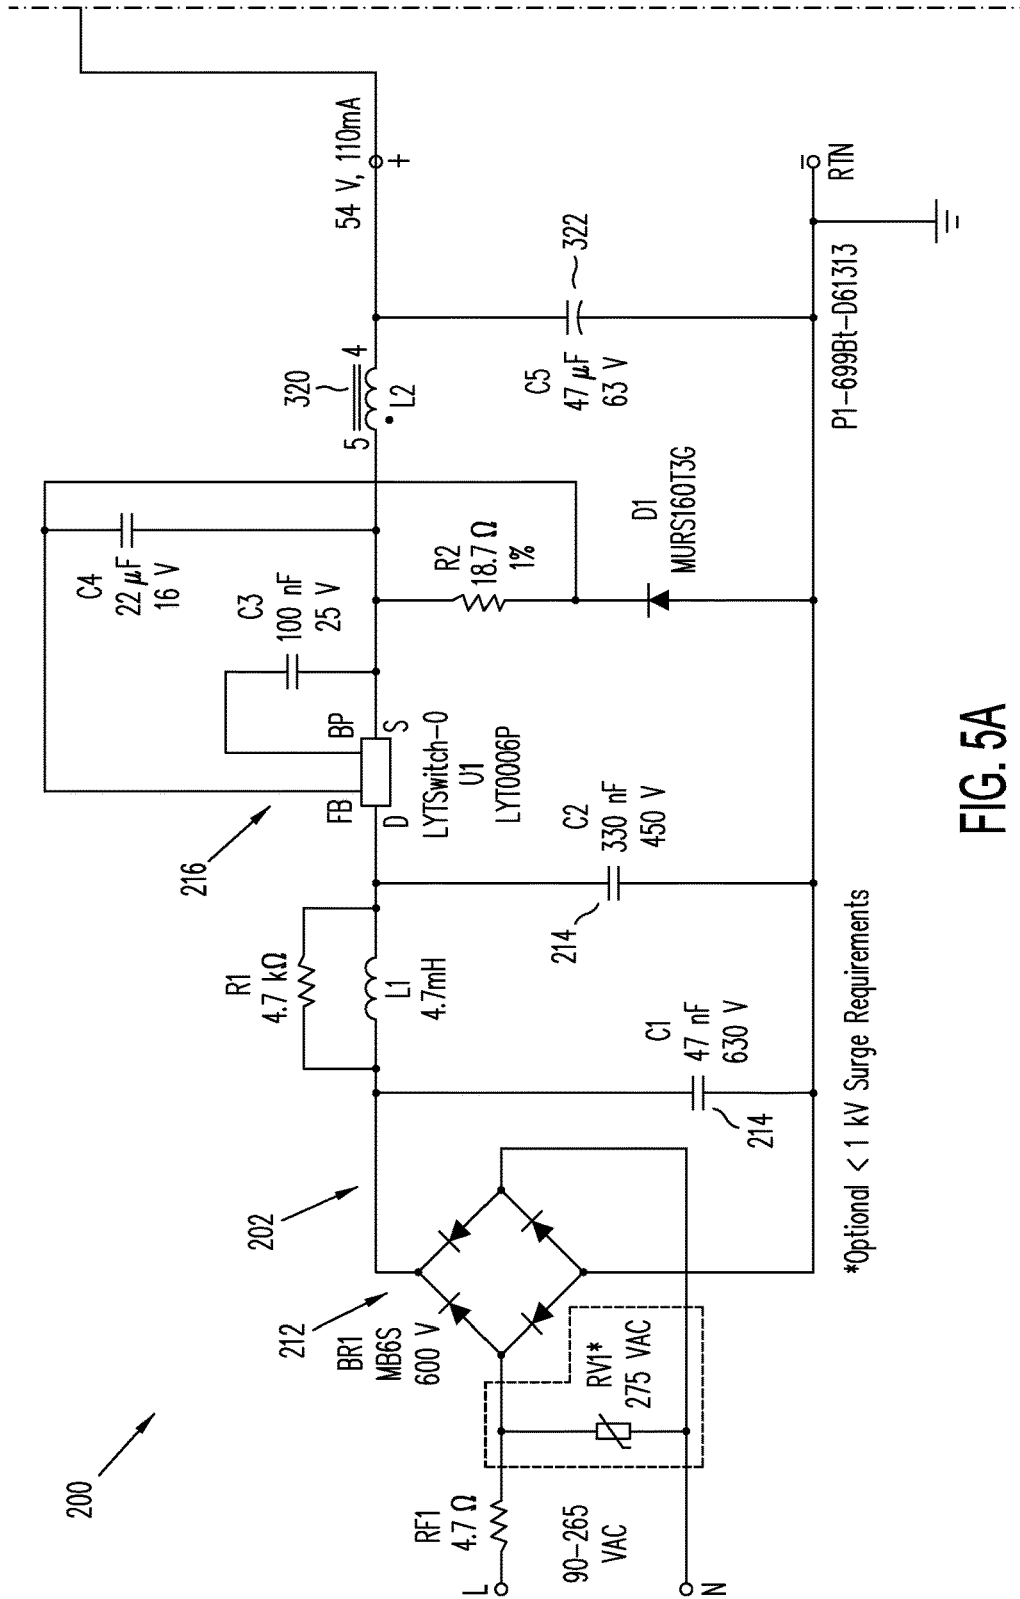 200
L
N
RF1
4.7 Ω
90-265
VAC
RV1*
275 VAC
212
BR1
MB6S
600 V
202
C1
47 nF
630 V
214
R1
4.7 kΩ
L1
4.7mH
C2
330 nF
450 V
214
216
FB
BP
D
S
LYTSwitch-0
U1
LYT0006P
C4
22 μF
16 V
C3
100 nF
25 V
R2
18.7 Ω
1%
D1
MURS160T3G
320
5
4
L2
C5
47 μF
63 V
322
54 V, 110mA
+
–
RTN
P1-699Bt-D61313
*Optional < 1 kV Surge Requirements
FIG. 5A